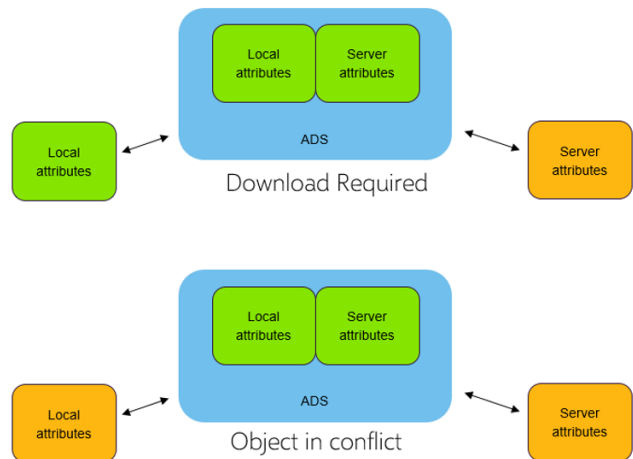 Local
attributes
Server
attributes
ADS
Local
attributes
Server
attributes
Download Required
Local
attributes
Server
attributes
ADS
Local
attributes
Server
attributes
Object in conflict